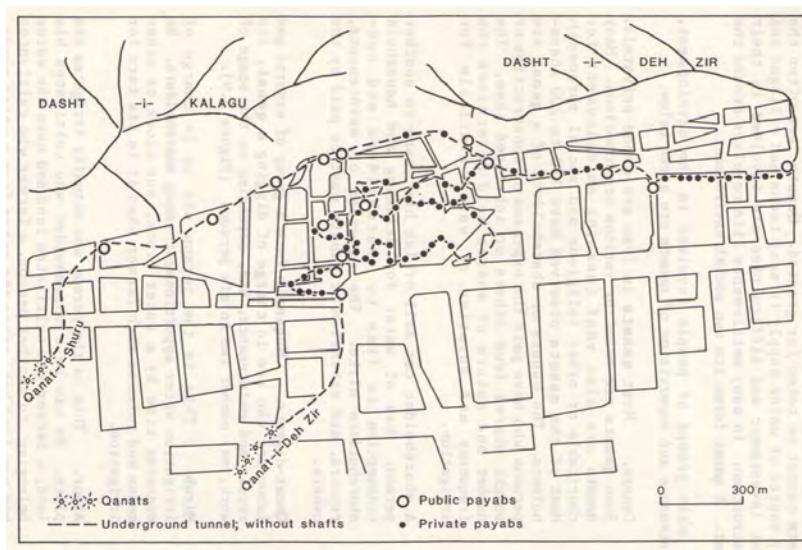 DASHT -i- KALAGU
DASHT -i- DEH ZIR
Qanat-i-Shuru
Qanat-i-Deh Zir
Qanats
Underground tunnel; without shafts
Public payabs
Private payabs
0 300 m